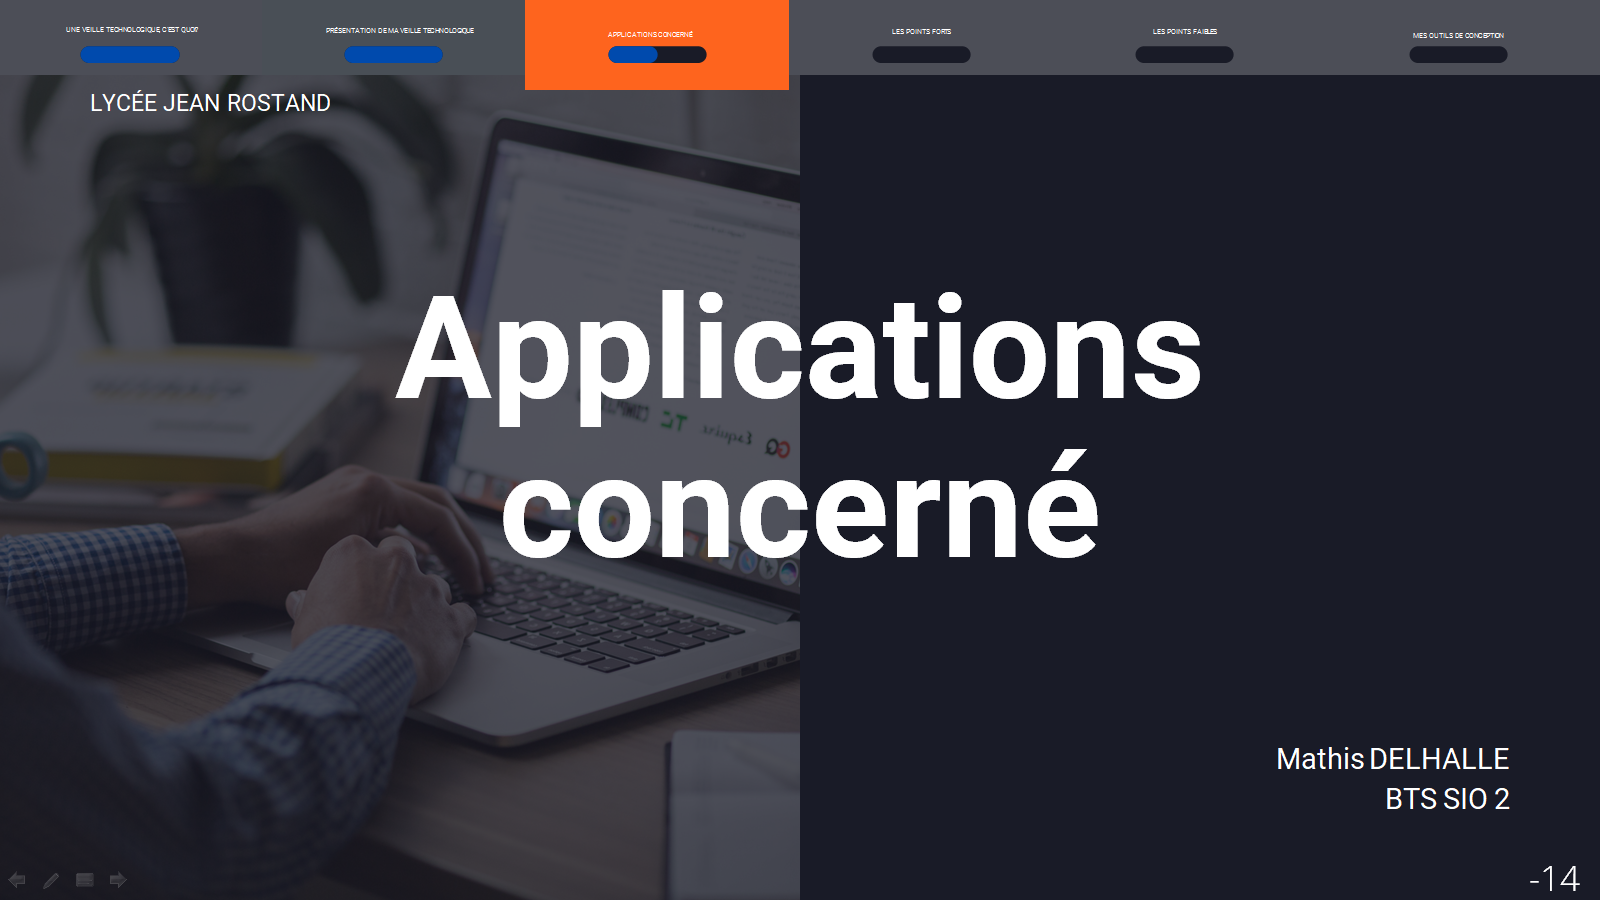 UNE VEILLE TECHNOLOGIQUE, C'EST QUOI?
PRÉSENTATION DE MA VEILLE TECHNOLOGIQUE
APPLICATIONS CONCERNÉ
LES POINTS FORTS
LES POINTS FAIBLES
MES OUTILS DE CONCEPTION
LYCÉE JEAN ROSTAND
Applications
concerné
Mathis DELHALLE
BTS SIO 2
-14